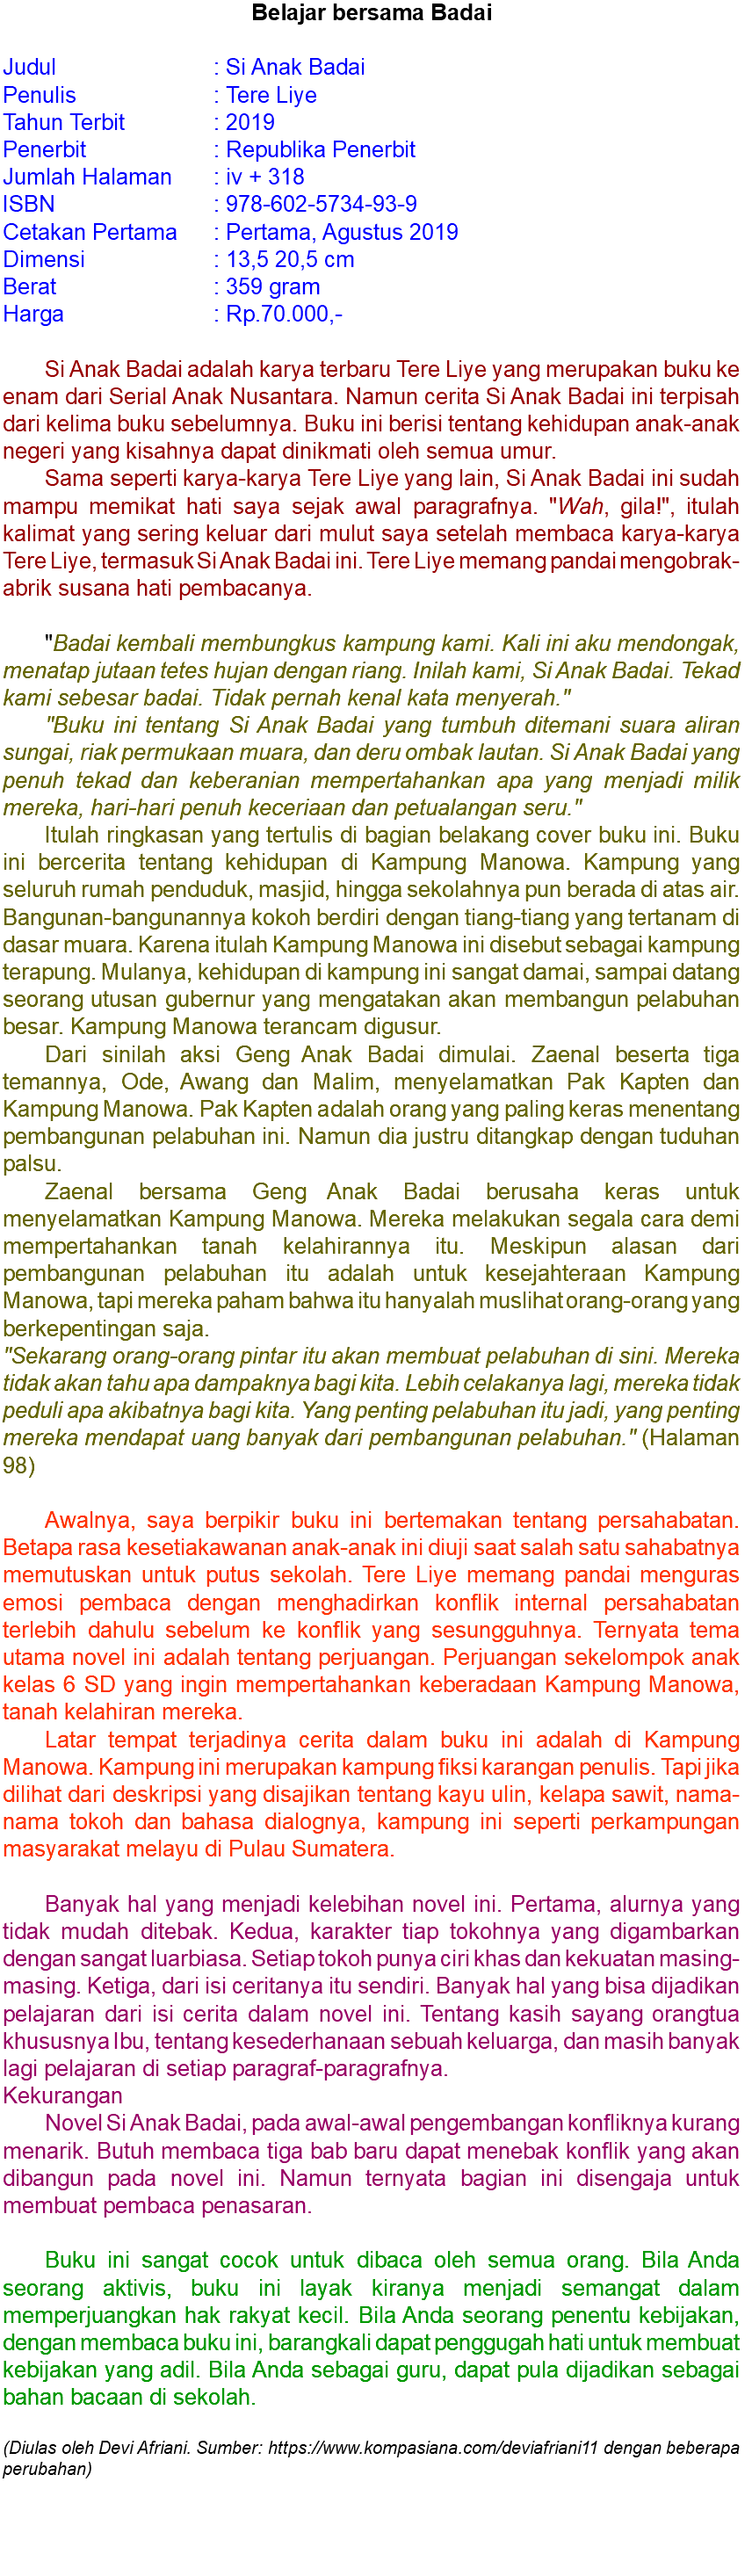 Belajar bersama Badai
Judul : Si Anak Badai
Penulis : Tere Liye
Tahun Terbit : 2019
Penerbit : Republika Penerbit
Jumlah Halaman : iv + 318
ISBN : 978-602-5734-93-9
Cetakan Pertama : Pertama, Agustus 2019
Dimensi : 13,5 20,5 cm
Berat : 359 gram
Harga : Rp.70.000,-
Si Anak Badai adalah karya terbaru Tere Liye yang merupakan buku ke
enam dari Serial Anak Nusantara. Namun cerita Si Anak Badai ini terpisah
dari kelima buku sebelumnya. Buku ini berisi tentang kehidupan anak-anak
negeri yang kisahnya dapat dinikmati oleh semua umur.
Sama seperti karya-karya Tere Liye yang lain, Si Anak Badai ini sudah
mampu memikat hati saya sejak awal paragrafnya. "Wah, gila!", itulah
kalimat yang sering keluar dari mulut saya setelah membaca karya-karya
Tere Liye, termasuk Si Anak Badai ini. Tere Liye memang pandai mengobrak-
abrik susana hati pembacanya.
"Badai kembali membungkus kampung kami. Kali ini aku mendongak,
menatap jutaan tetes hujan dengan riang. Inilah kami, Si Anak Badai. Tekad
kami sebesar badai. Tidak pernah kenal kata menyerah."
"Buku ini tentang Si Anak Badai yang tumbuh ditemani suara aliran
sungai, riak permukaan muara, dan deru ombak lautan. Si Anak Badai yang
penuh tekad dan keberanian mempertahankan apa yang menjadi milik
mereka, hari-hari penuh keceriaan dan petualangan seru."
Itulah ringkasan yang tertulis di bagian belakang cover buku ini. Buku
ini bercerita tentang kehidupan di Kampung Manowa. Kampung yang
seluruh rumah penduduk, masjid, hingga sekolahnya pun berada di atas air.
Bangunan-bangunannya kokoh berdiri dengan tiang-tiang yang tertanam di
dasar muara. Karena itulah Kampung Manowa ini disebut sebagai kampung
terapung. Mulanya, kehidupan di kampung ini sangat damai, sampai datang
seorang utusan gubernur yang mengatakan akan membangun pelabuhan
besar. Kampung Manowa terancam digusur.
Dari sinilah aksi Geng Anak Badai dimulai. Zaenal beserta tiga
temannya, Ode, Awang dan Malim, menyelamatkan Pak Kapten dan
Kampung Manowa. Pak Kapten adalah orang yang paling keras menentang
pembangunan pelabuhan ini. Namun dia justru ditangkap dengan tuduhan
palsu.
Zaenal bersama Geng Anak Badai berusaha keras untuk
menyelamatkan Kampung Manowa. Mereka melakukan segala cara demi
mempertahankan tanah kelahirannya itu. Meskipun alasan dari
pembangunan pelabuhan itu adalah untuk kesejahteraan Kampung
Manowa, tapi mereka paham bahwa itu hanyalah muslihat orang-orang yang
berkepentingan saja.
"Sekarang orang-orang pintar itu akan membuat pelabuhan di sini. Mereka
tidak akan tahu apa dampaknya bagi kita. Lebih celakanya lagi, mereka tidak
peduli apa akibatnya bagi kita. Yang penting pelabuhan itu jadi, yang penting
mereka mendapat uang banyak dari pembangunan pelabuhan." (Halaman
98)
Awalnya, saya berpikir buku ini bertemakan tentang persahabatan.
Betapa rasa kesetiakawanan anak-anak ini diuji saat salah satu sahabatnya
memutuskan untuk putus sekolah. Tere Liye memang pandai menguras
emosi pembaca dengan menghadirkan konflik internal persahabatan
terlebih dahulu sebelum ke konflik yang sesungguhnya. Ternyata tema
utama novel ini adalah tentang perjuangan. Perjuangan sekelompok anak
kelas 6 SD yang ingin mempertahankan keberadaan Kampung Manowa,
tanah kelahiran mereka.
Latar tempat terjadinya cerita dalam buku ini adalah di Kampung
Manowa. Kampung ini merupakan kampung fiksi karangan penulis. Tapi jika
dilihat dari deskripsi yang disajikan tentang kayu ulin, kelapa sawit, nama-
nama tokoh dan bahasa dialognya, kampung ini seperti perkampungan
masyarakat melayu di Pulau Sumatera.
Banyak hal yang menjadi kelebihan novel ini. Pertama, alurnya yang
tidak mudah ditebak. Kedua, karakter tiap tokohnya yang digambarkan
dengan sangat luarbiasa. Setiap tokoh punya ciri khas dan kekuatan masing-
masing. Ketiga, dari isi ceritanya itu sendiri. Banyak hal yang bisa dijadikan
pelajaran dari isi cerita dalam novel ini. Tentang kasih sayang orangtua
khususnya Ibu, tentang kesederhanaan sebuah keluarga, dan masih banyak
lagi pelajaran di setiap paragraf-paragrafnya.
Kekurangan
Novel Si Anak Badai, pada awal-awal pengembangan konfliknya kurang
menarik. Butuh membaca tiga bab baru dapat menebak konflik yang akan
dibangun pada novel ini. Namun ternyata bagian ini disengaja untuk
membuat pembaca penasaran.
Buku ini sangat cocok untuk dibaca oleh semua orang. Bila Anda
seorang aktivis, buku ini layak kiranya menjadi semangat dalam
memperjuangkan hak rakyat kecil. Bila Anda seorang penentu kebijakan,
dengan membaca buku ini, barangkali dapat penggugah hati untuk membuat
kebijakan yang adil. Bila Anda sebagai guru, dapat pula dijadikan sebagai
bahan bacaan di sekolah.
(Diulas oleh Devi Afriani. Sumber: https://www.kompasiana.com/deviafriani11 dengan beberapa
perubahan)